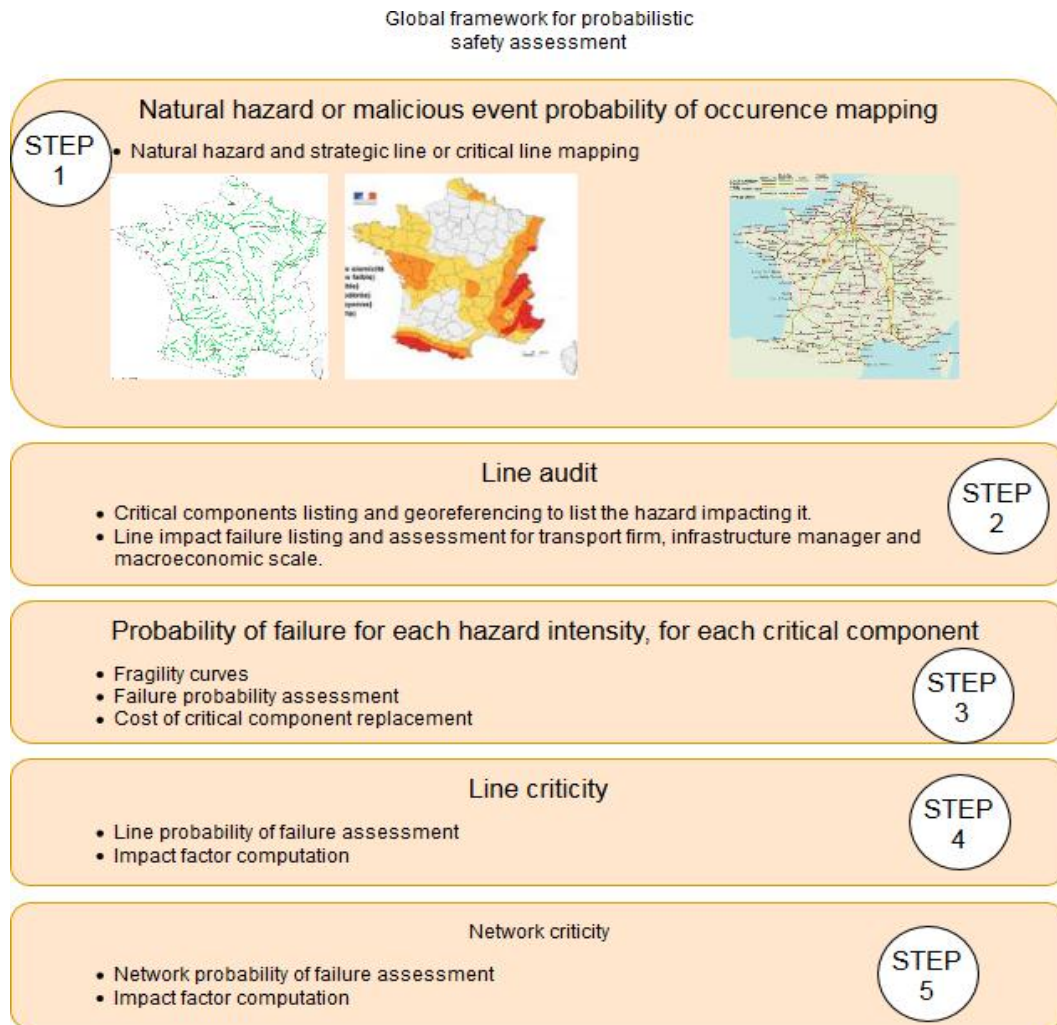 Global framework for probabilistic
safety assessment
Natural hazard or malicious event probability of occurence mapping
STEP
1
• Natural hazard and strategic line or critical line mapping
Line audit
STEP
2
• Critical components listing and georeferencing to list the hazard impacting it.
• Line impact failure listing and assessment for transport firm, infrastructure manager and
macroeconomic scale.
Probability of failure for each hazard intensity, for each critical component
• Fragility curves
• Failure probability assessment
• Cost of critical component replacement
STEP
3
Line criticity
• Line probability of failure assessment
• Impact factor computation
STEP
4
Network criticity
• Network probability of failure assessment
• Impact factor computation
STEP
5